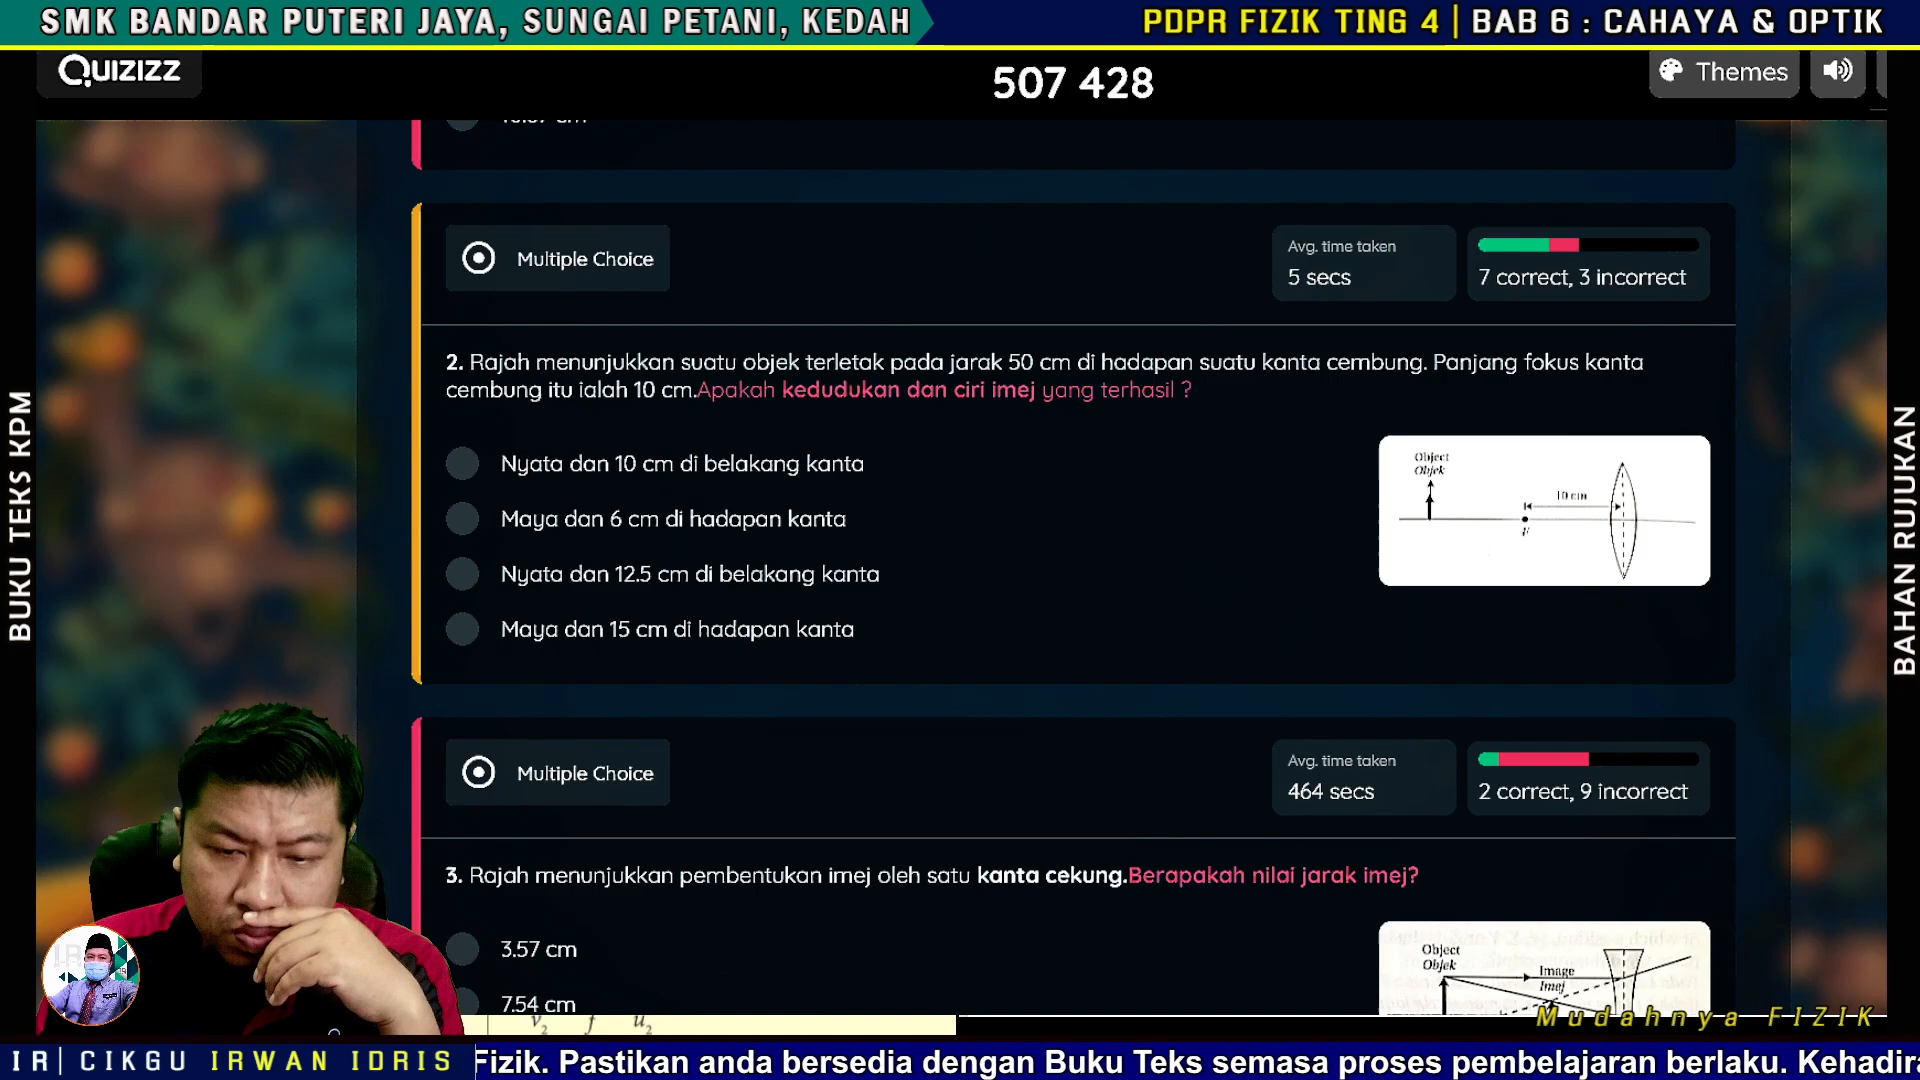 SMK BANDAR PUTERI JAYA, SUNGAI PETANI, KEDAH
PDPR FIZIK TING 4 | BAB 6 : CAHAYA & OPTIK
Quizizz
507 428
Themes
Multiple Choice
Avg. time taken
5 secs
7 correct, 3 incorrect
2. Rajah menunjukkan suatu objek terletak pada jarak 50 cm di hadapan suatu kanta cembung. Panjang fokus kanta
cembung itu ialah 10 cm.Apakah kedudukan dan ciri imej yang terhasil ?
Nyata dan 10 cm di belakang kanta
Maya dan 6 cm di hadapan kanta
Nyata dan 12.5 cm di belakang kanta
Maya dan 15 cm di hadapan kanta
Object
Objek
10 cm
F
Multiple Choice
Avg. time taken
464 secs
2 correct, 9 incorrect
3. Rajah menunjukkan pembentukan imej oleh satu kanta cekung.Berapakah nilai jarak imej?
3.57 cm
7.54 cm
Object
Objek
Image
Imej
v2 f u2
BUKU TEKS KPM
BAHAN RUJUKAN
Mudahnya FIZIK
IR| CIKGU IRWAN IDRIS
Fizik. Pastikan anda bersedia dengan Buku Teks semasa proses pembelajaran berlaku.